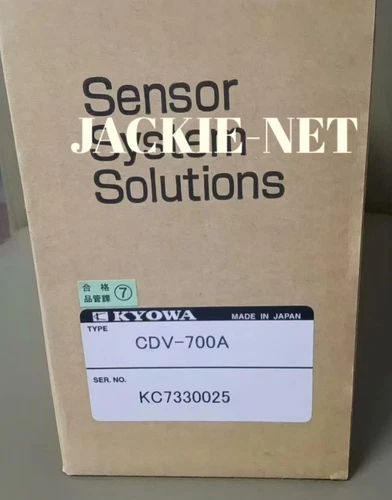 Sensor
System
Solutions
JACKIE-NET
合格
品管課 ⑦
KYOWA MADE IN JAPAN
TYPE
CDV-700A
SER. NO.
KC7330025